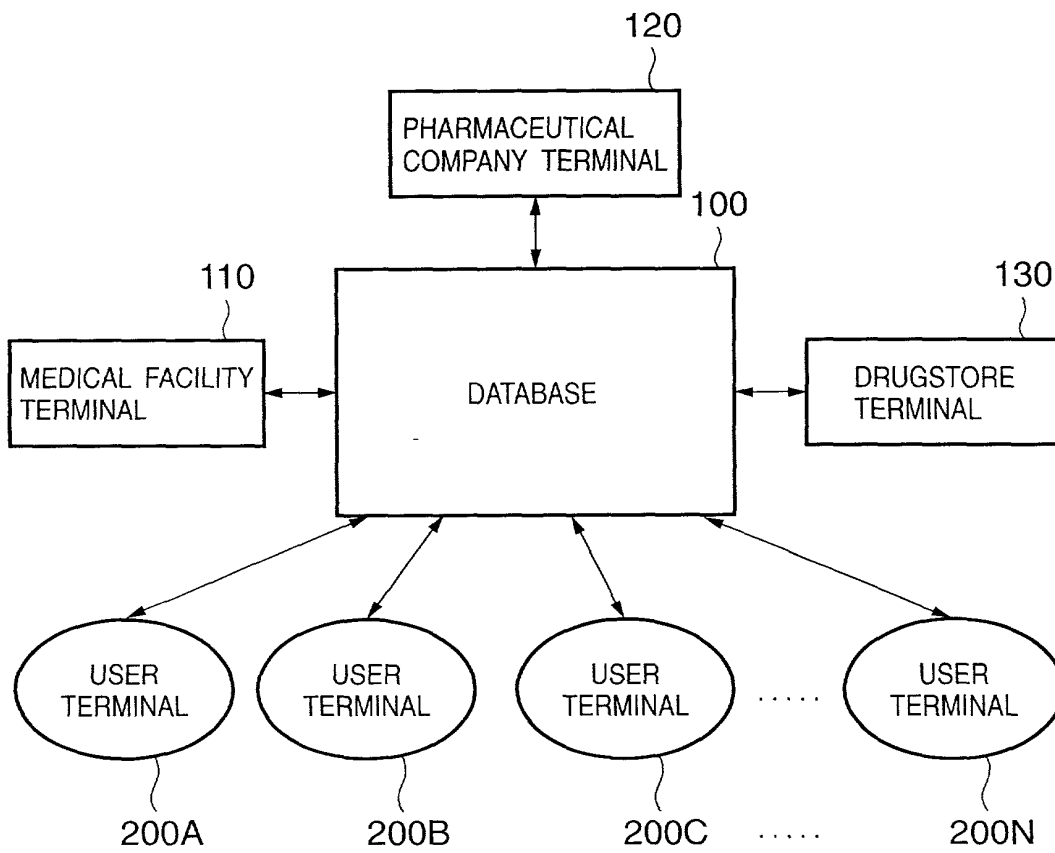 120
PHARMACEUTICAL
COMPANY TERMINAL
100
110
130
MEDICAL FACILITY
TERMINAL
DATABASE
DRUGSTORE
TERMINAL
USER
TERMINAL
USER
TERMINAL
USER
TERMINAL
.....
USER
TERMINAL
200A
200B
200C
.....
200N